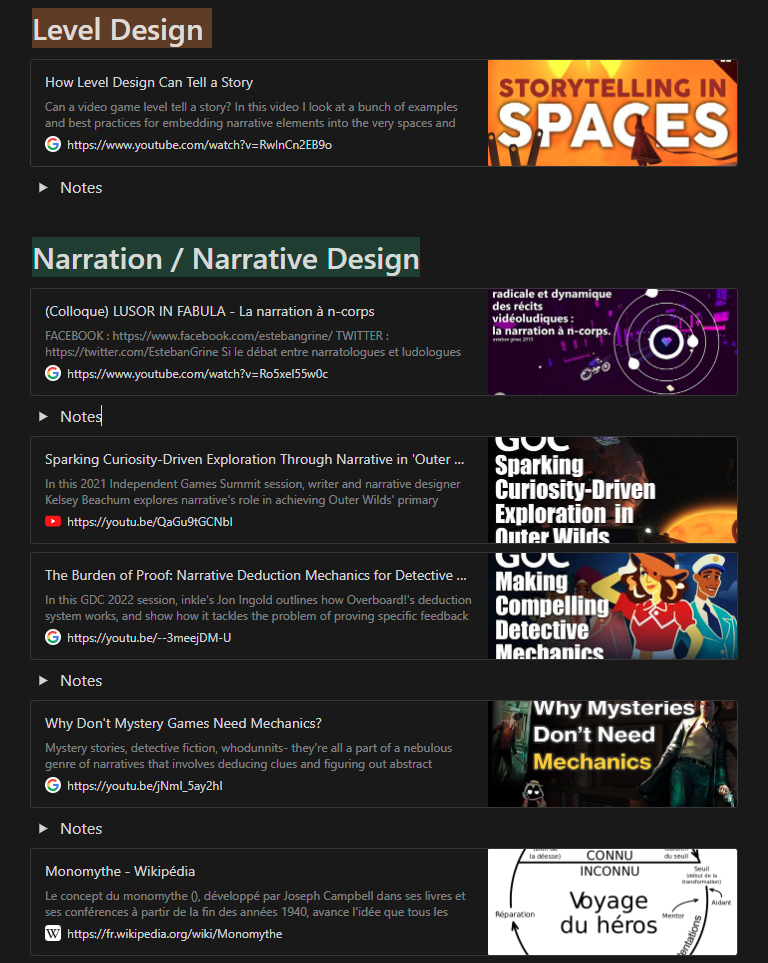 Level Design
How Level Design Can Tell a Story
Can a video game level tell a story? In this video I look at a bunch of examples
and best practices for embedding narrative elements into the very spaces and
https://www.youtube.com/watch?v=RwlnCn2EB9o
STORYTELLING IN
SPACES
Notes
Narration / Narrative Design
(Colloque) LUSOR IN FABULA - La narration à n-corps
FACEBOOK : https://www.facebook.com/estebangrine/ TWITTER :
https://twitter.com/EstebanGrine Si le débat entre narratologues et ludologues
https://www.youtube.com/watch?v=Ro5xel55w0c
radicale et dynamique
des récits
vidéoludiques :
la narration à n-corps.
esteban grine, 2019.
Notes
Sparking Curiosity-Driven Exploration Through Narrative in 'Outer ...
In this 2021 Independent Games Summit session, writer and narrative designer
Kelsey Beachum explores narrative's role in achieving Outer Wilds' primary
https://youtu.be/QaGu9tGCNbI
GDC
Sparking
Curiosity-Driven
Exploration in
Outer Wilds
The Burden of Proof: Narrative Deduction Mechanics for Detective ...
In this GDC 2022 session, inkle's Jon Ingold outlines how Overboard!'s deduction
system works, and show how it tackles the problem of proving specific feedback
https://youtu.be/--3meejDM-U
GDC
Making
Compelling
Detective
Mechanics
Notes
Why Don't Mystery Games Need Mechanics?
Mystery stories, detective fiction, whodunnits- they're all a part of a nebulous
genre of narratives that involves deducing clues and figuring out abstract
https://youtu.be/jNmI_5ay2hI
Why Mysteries
Don't Need
Mechanics
Notes
Monomythe - Wikipédia
Le concept du monomythe (), développé par Joseph Campbell dans ses livres et
ses conférences à partir de la fin des années 1940, avance l'idée que tous les
https://fr.wikipedia.org/wiki/Monomythe
la déesse)
CONNU
du seuil
INCONNU
Seuil
(début de la
transformation)
Voyage
du héros
Réparation
Mentor
Aidant